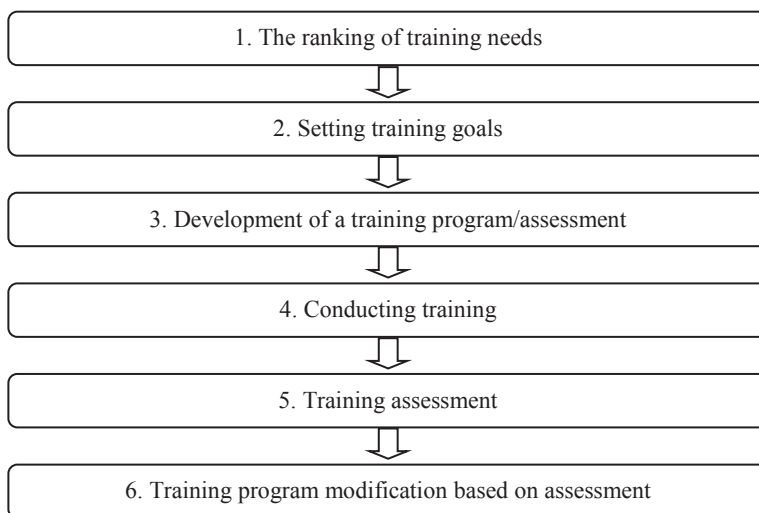 1. The ranking of training needs
2. Setting training goals
3. Development of a training program/assessment
4. Conducting training
5. Training assessment
6. Training program modification based on assessment